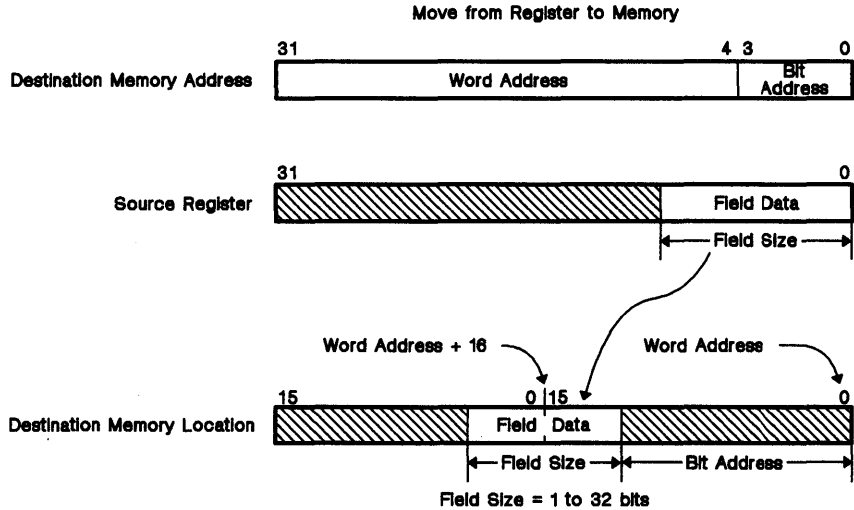 Move from Register to Memory
31 4 3 0
Destination Memory Address
Word Address
Bit
Address
31 0
Source Register
Field Data
Field Size
Word Address + 16
Word Address
15 0 15 0
Destination Memory Location
Field Data
Field Size
Bit Address
Field Size = 1 to 32 bits